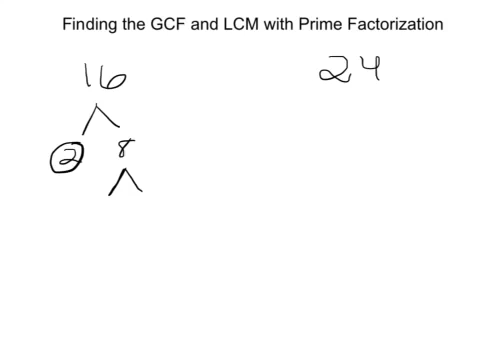 Finding the GCF and LCM with Prime Factorization
16 24
2 8